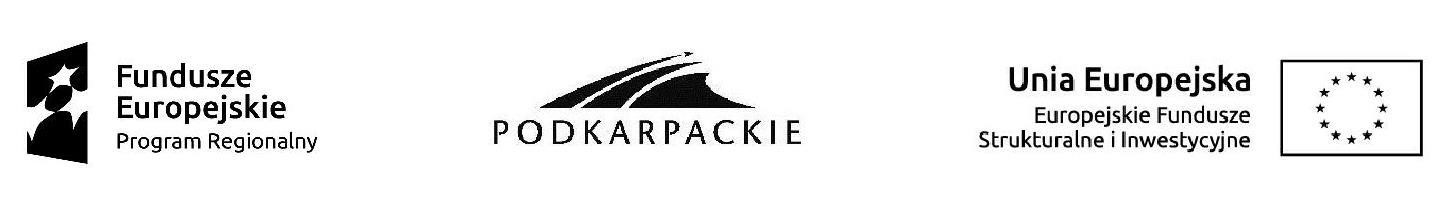 Fundusze
Europejskie
Program Regionalny
PODKARPACKIE
Unia Europejska
Europejskie Fundusze
Strukturalne i Inwestycyjne